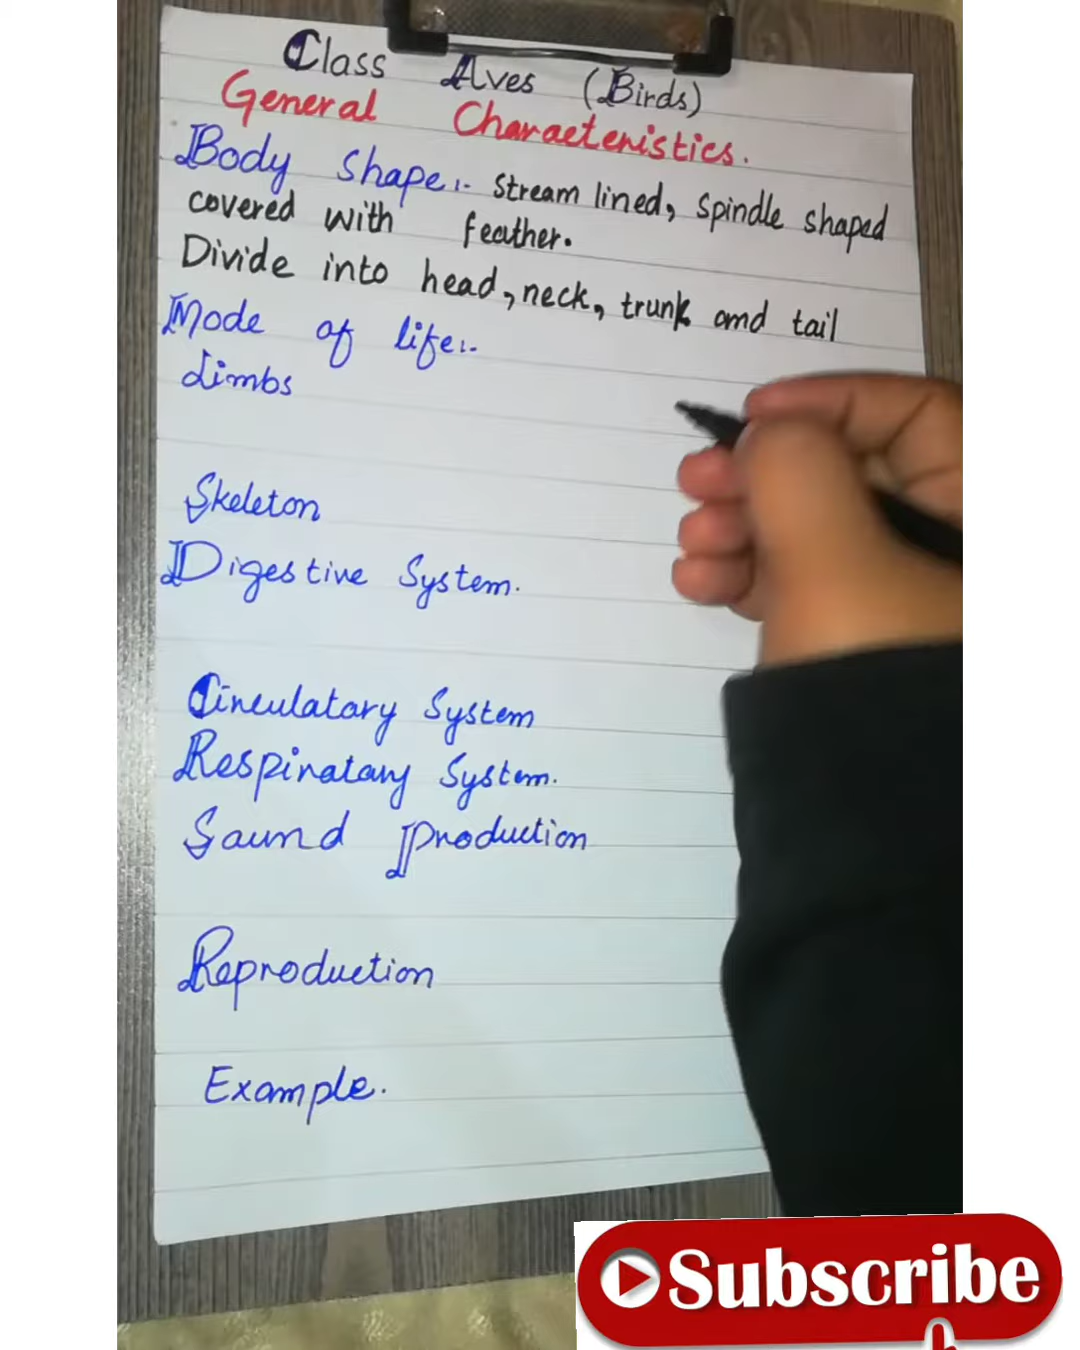 Class Aves (Birds)
General Characteristics.
Body Shape:- Stream lined, spindle shaped
covered with feather.
Divide into head, neck, trunk and tail
Mode of life:-
Limbs
Skeleton
Digestive System.
Circulatary System
Respiratary System.
Saund Production
Reproduction
Example.
Subscribe